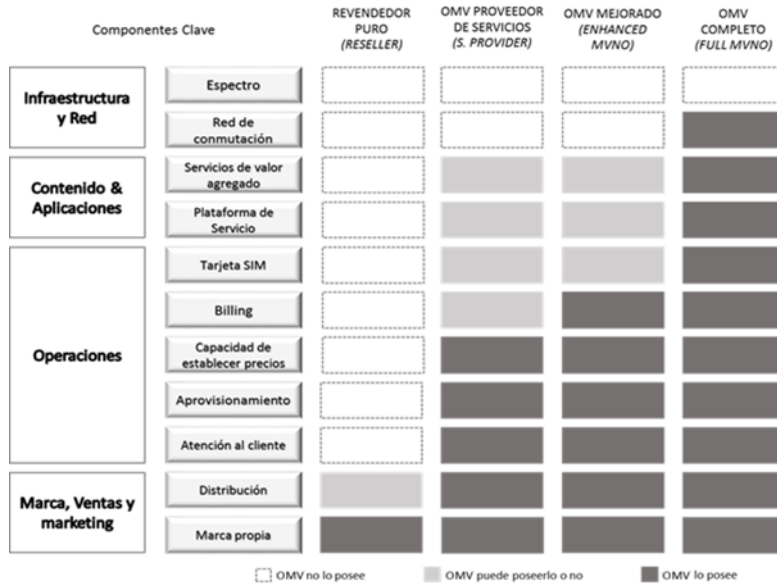 Componentes Clave
REVENDEDOR
PURO
(RESELLER)
OMV PROVEEDOR
DE SERVICIOS
(S. PROVIDER)
OMV MEJORADO
(ENHANCED
MVNO)
OMV
COMPLETO
(FULL MVNO)
Infraestructura
y Red
Espectro
Red de
conmutación
Contenido &
Aplicaciones
Servicios de valor
agregado
Plataforma de
Servicio
Operaciones
Tarjeta SIM
Billing
Capacidad de
establecer precios
Aprovisionamiento
Atención al cliente
Marca, Ventas y
marketing
Distribución
Marca propia
OMV no lo posee
OMV puede poseerlo o no
OMV lo posee